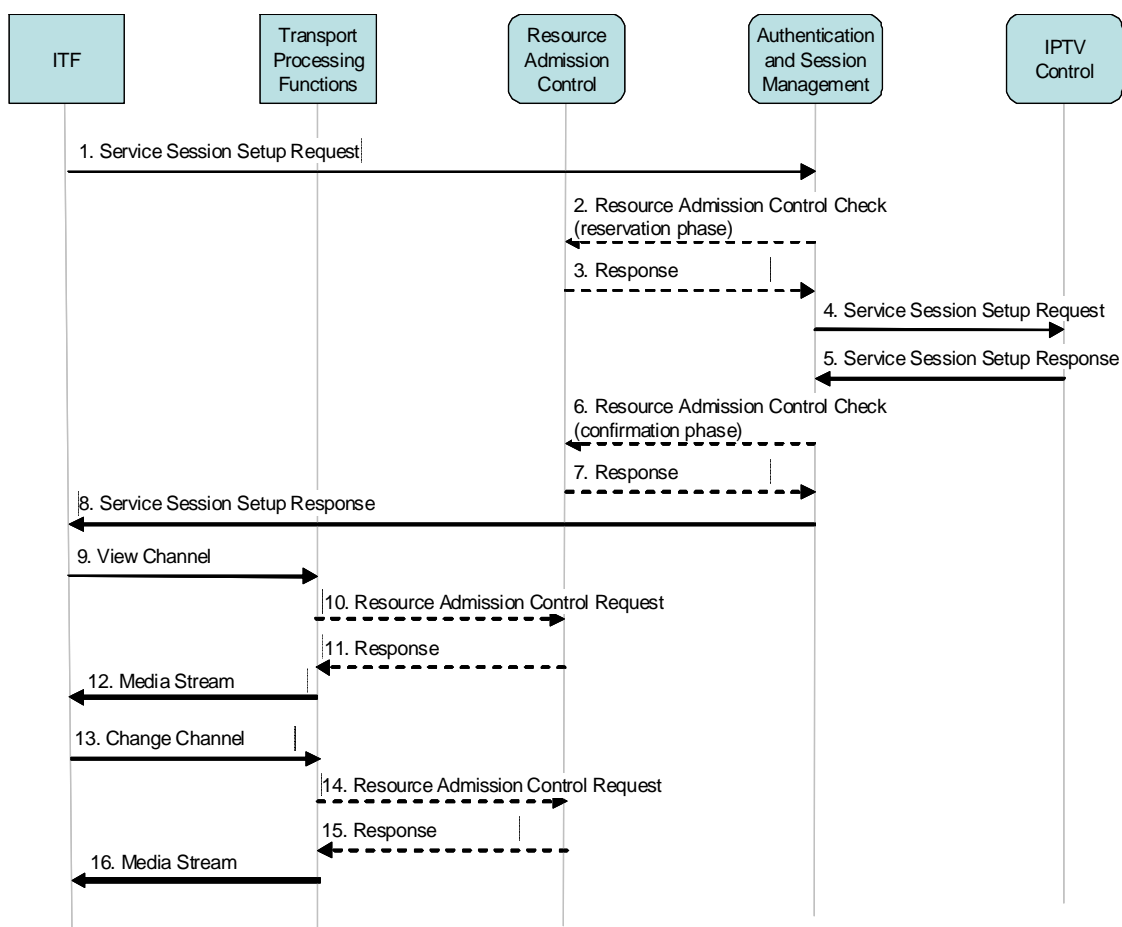 ITF
Transport
Processing
Functions
Resource
Admission
Control
Authentication
and Session
Management
IPTV
Control
1. Service Session Setup Request
2. Resource Admission Control Check
(reservation phase)
3. Response
4. Service Session Setup Request
5. Service Session Setup Response
6. Resource Admission Control Check
(confirmation phase)
7. Response
8. Service Session Setup Response
9. View Channel
10. Resource Admission Control Request
11. Response
12. Media Stream
13. Change Channel
14. Resource Admission Control Request
15. Response
16. Media Stream